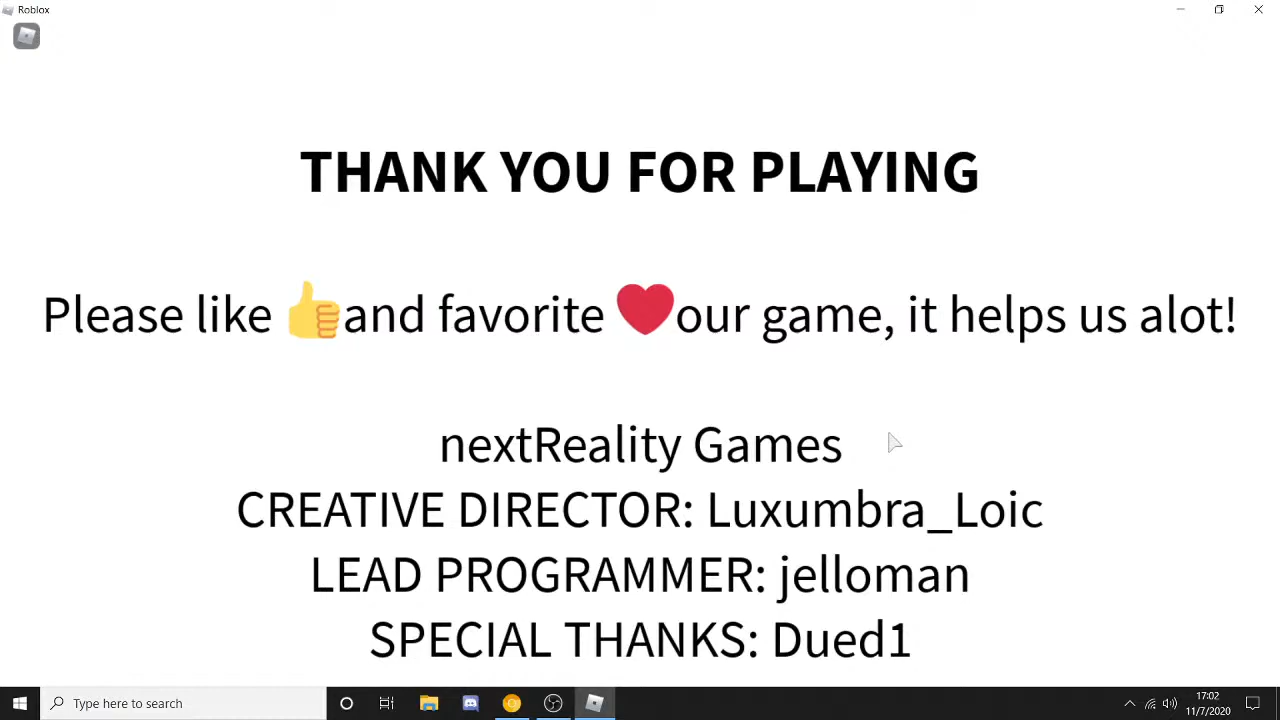 Roblox
THANK YOU FOR PLAYING
Please like 👍and favorite ❤️our game, it helps us alot!
nextReality Games
CREATIVE DIRECTOR: Luxumbra_Loic
LEAD PROGRAMMER: jelloman
SPECIAL THANKS: Dued1
Type here to search
17:02
11/7/2020